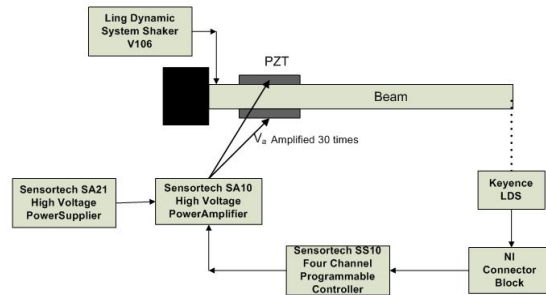 Ling Dynamic
System Shaker
V106
PZT
Beam
Va Amplified 30 times
Sensortech SA21
High Voltage
PowerSupplier
Sensortech SA10
High Voltage
PowerAmplifier
Keyence
LDS
Sensortech SS10
Four Channel
Programmable
Controller
NI
Connector
Block